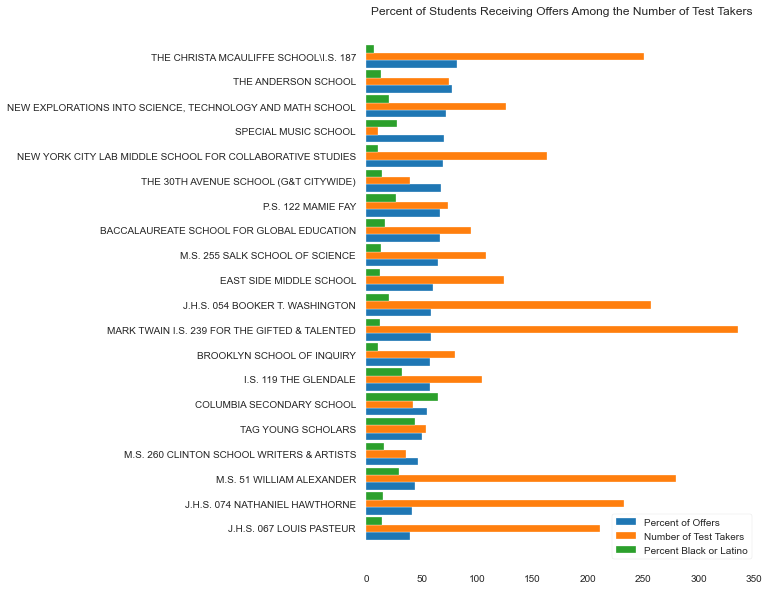 Percent of Students Receiving Offers Among the Number of Test Takers
THE CHRISTA MCAULIFFE SCHOOL\I.S. 187
THE ANDERSON SCHOOL
NEW EXPLORATIONS INTO SCIENCE, TECHNOLOGY AND MATH SCHOOL
SPECIAL MUSIC SCHOOL
NEW YORK CITY LAB MIDDLE SCHOOL FOR COLLABORATIVE STUDIES
THE 30TH AVENUE SCHOOL (G&T CITYWIDE)
P.S. 122 MAMIE FAY
BACCALAUREATE SCHOOL FOR GLOBAL EDUCATION
M.S. 255 SALK SCHOOL OF SCIENCE
EAST SIDE MIDDLE SCHOOL
J.H.S. 054 BOOKER T. WASHINGTON
MARK TWAIN I.S. 239 FOR THE GIFTED & TALENTED
BROOKLYN SCHOOL OF INQUIRY
I.S. 119 THE GLENDALE
COLUMBIA SECONDARY SCHOOL
TAG YOUNG SCHOLARS
M.S. 260 CLINTON SCHOOL WRITERS & ARTISTS
M.S. 51 WILLIAM ALEXANDER
J.H.S. 074 NATHANIEL HAWTHORNE
J.H.S. 067 LOUIS PASTEUR
Percent of Offers
Number of Test Takers
Percent Black or Latino
0 50 100 150 200 250 300 350